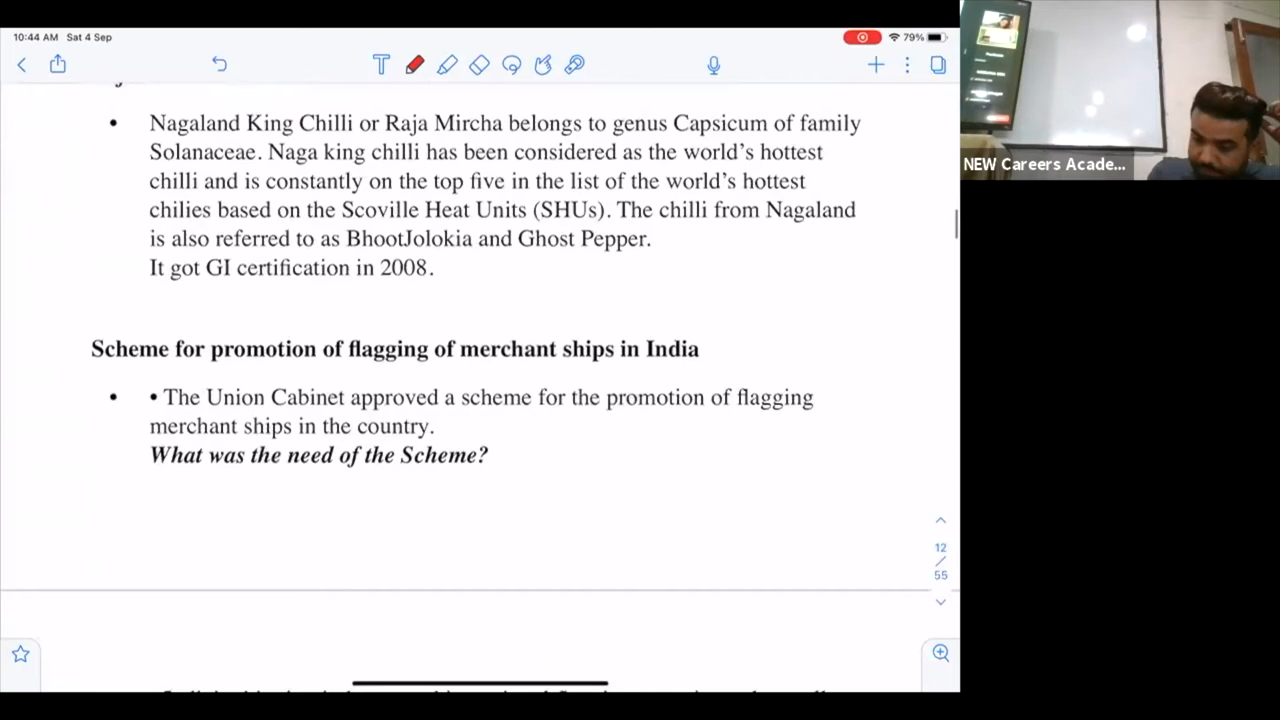 10:44 AM Sat 4 Sep
79%
• Nagaland King Chilli or Raja Mircha belongs to genus Capsicum of family
Solanaceae. Naga king chilli has been considered as the world's hottest
chilli and is constantly on the top five in the list of the world's hottest
chilies based on the Scoville Heat Units (SHUs). The chilli from Nagaland
is also referred to as BhootJolokia and Ghost Pepper.
It got GI certification in 2008.
Scheme for promotion of flagging of merchant ships in India
• • The Union Cabinet approved a scheme for the promotion of flagging
merchant ships in the country.
What was the need of the Scheme?
12
/
55
NEW Careers Acade...